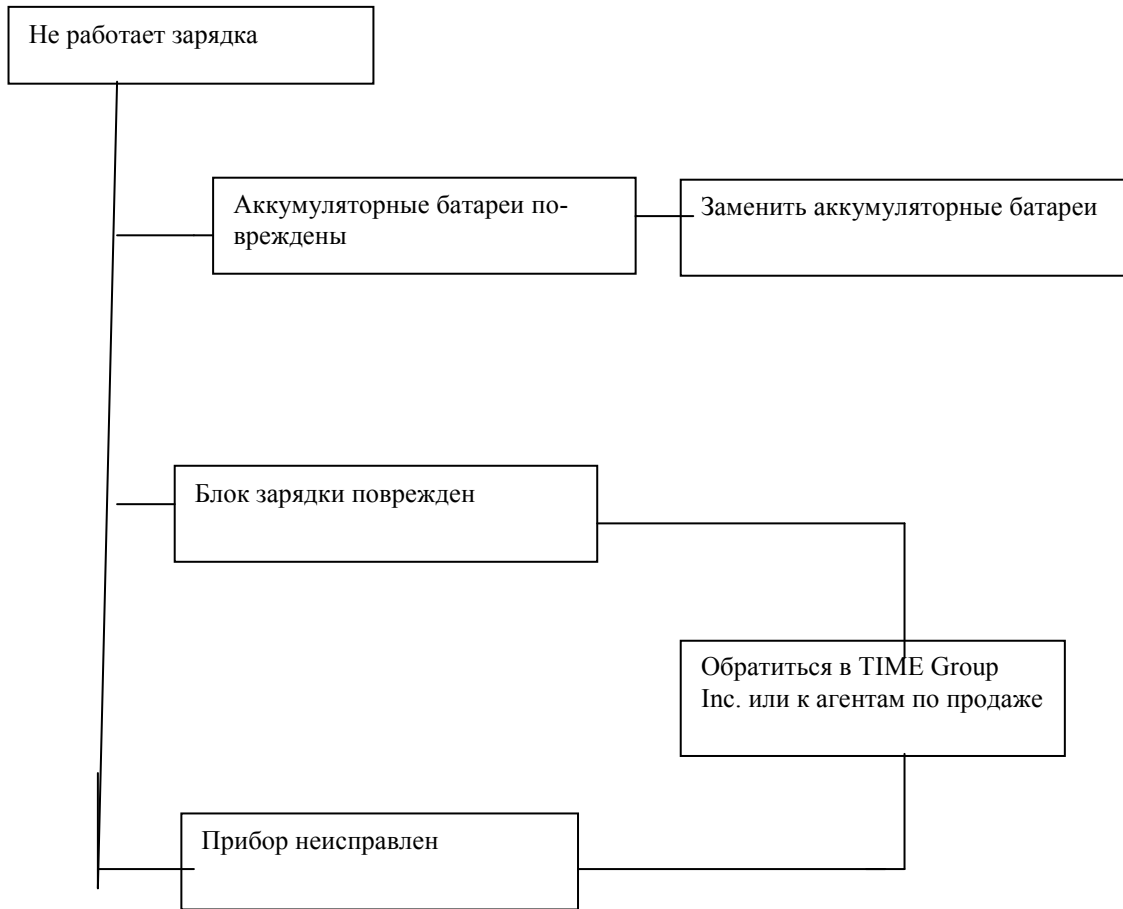 Не работает зарядка
Аккумуляторные батареи по-
вреждены
Заменить аккумуляторные батареи
Блок зарядки поврежден
Обратиться в TIME Group
Inc. или к агентам по продаже
Прибор неисправлен